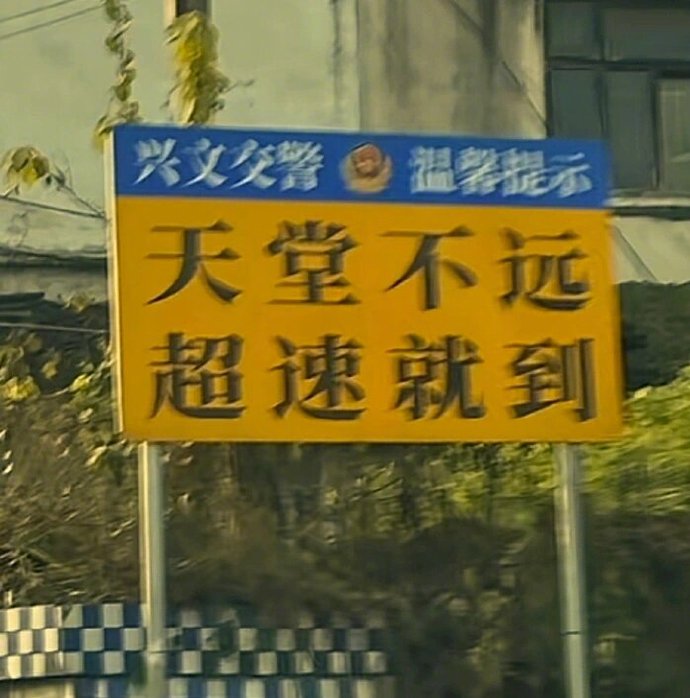 兴文交警 温馨提示
天堂不远
超速就到